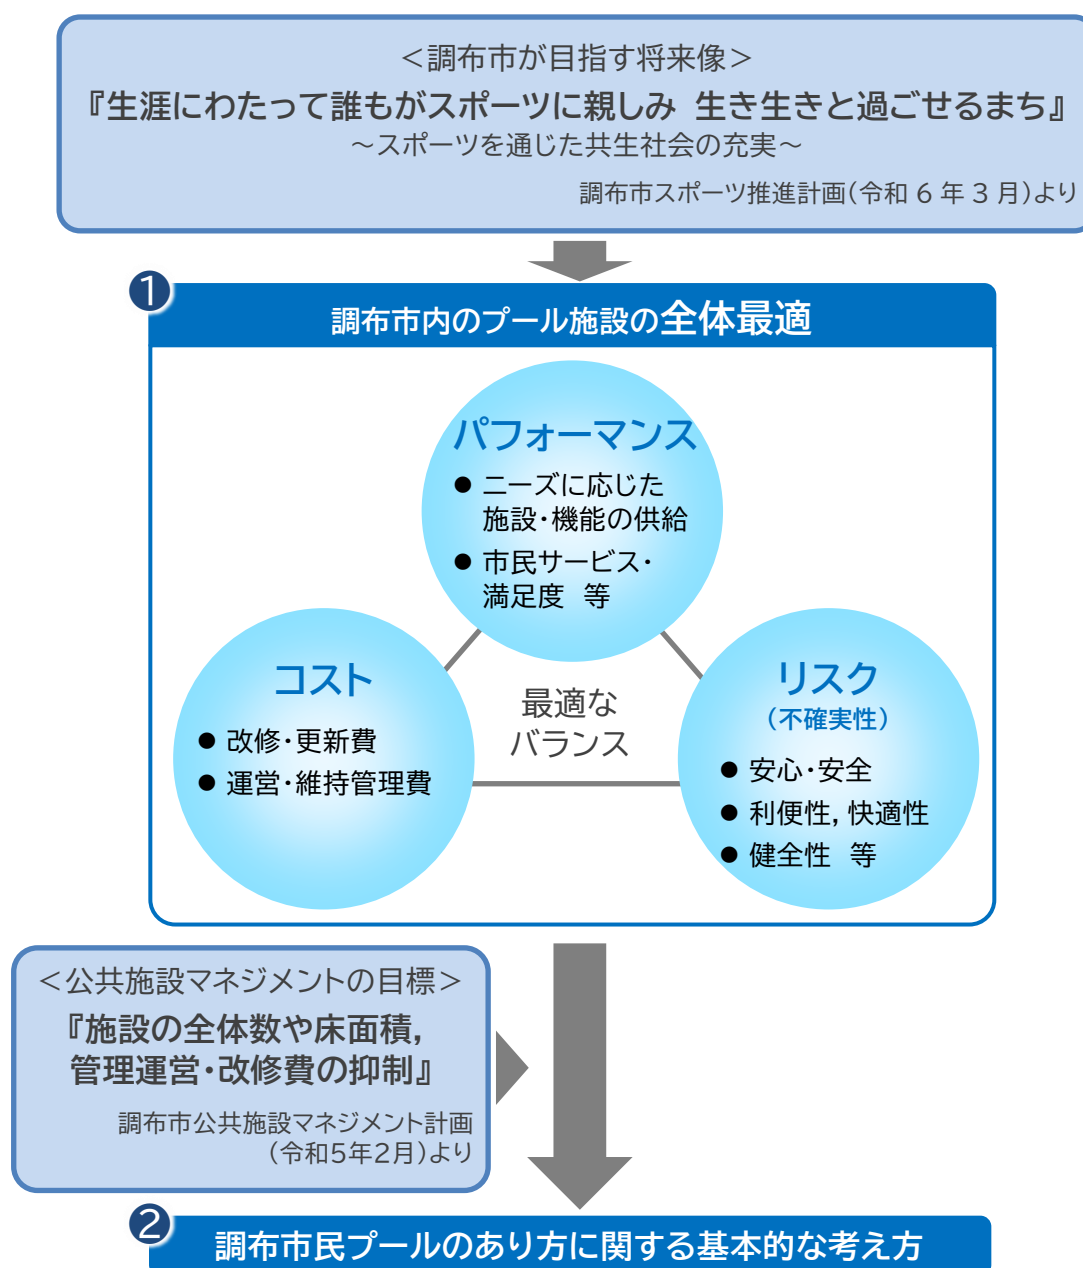 ＜調布市が目指す将来像＞
『生涯にわたって誰もがスポーツに親しみ 生き生きと過ごせるまち』
～スポーツを通じた共生社会の充実～
調布市スポーツ推進計画(令和 6 年 3 月)より
1
調布市内のプール施設の全体最適
パフォーマンス
● ニーズに応じた
施設・機能の供給
● 市民サービス・
満足度 等
コスト
● 改修・更新費
● 運営・維持管理費
最適な
バランス
リスク
(不確実性)
● 安心・安全
● 利便性, 快適性
● 健全性 等
＜公共施設マネジメントの目標＞
『施設の全体数や床面積,
管理運営・改修費の抑制』
調布市公共施設マネジメント計画
(令和5年2月)より
2
調布市民プールのあり方に関する基本的な考え方